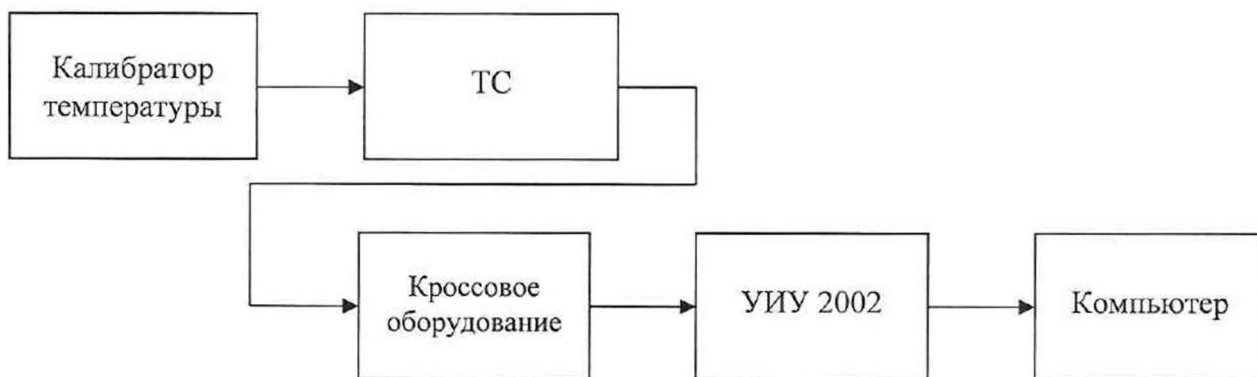 Калибратор
температуры
ТС
Кроссовое
оборудование
УИУ 2002
Компьютер